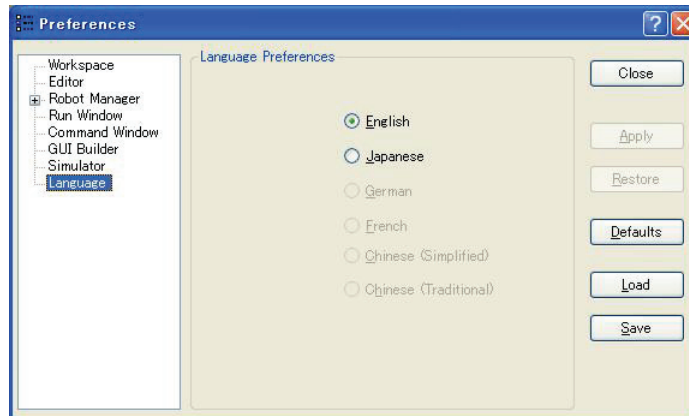 Preferences
Workspace
Editor
Robot Manager
Run Window
Command Window
GUI Builder
Simulator
Language
Language Preferences
English
Japanese
German
French
Chinese (Simplified)
Chinese (Traditional)
Close
Apply
Restore
Defaults
Load
Save